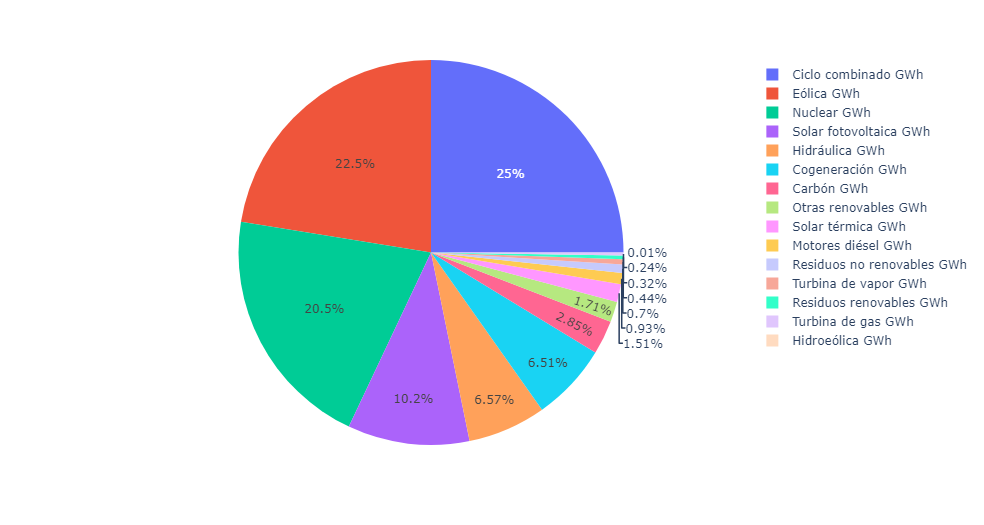 25%
22.5%
20.5%
10.2%
6.57%
6.51%
2.85%
1.71%
0.01%
0.24%
0.32%
0.44%
0.7%
0.93%
1.51%
Ciclo combinado GWh
Eólica GWh
Nuclear GWh
Solar fotovoltaica GWh
Hidráulica GWh
Cogeneración GWh
Carbón GWh
Otras renovables GWh
Solar térmica GWh
Motores diésel GWh
Residuos no renovables GWh
Turbina de vapor GWh
Residuos renovables GWh
Turbina de gas GWh
Hidroeólica GWh